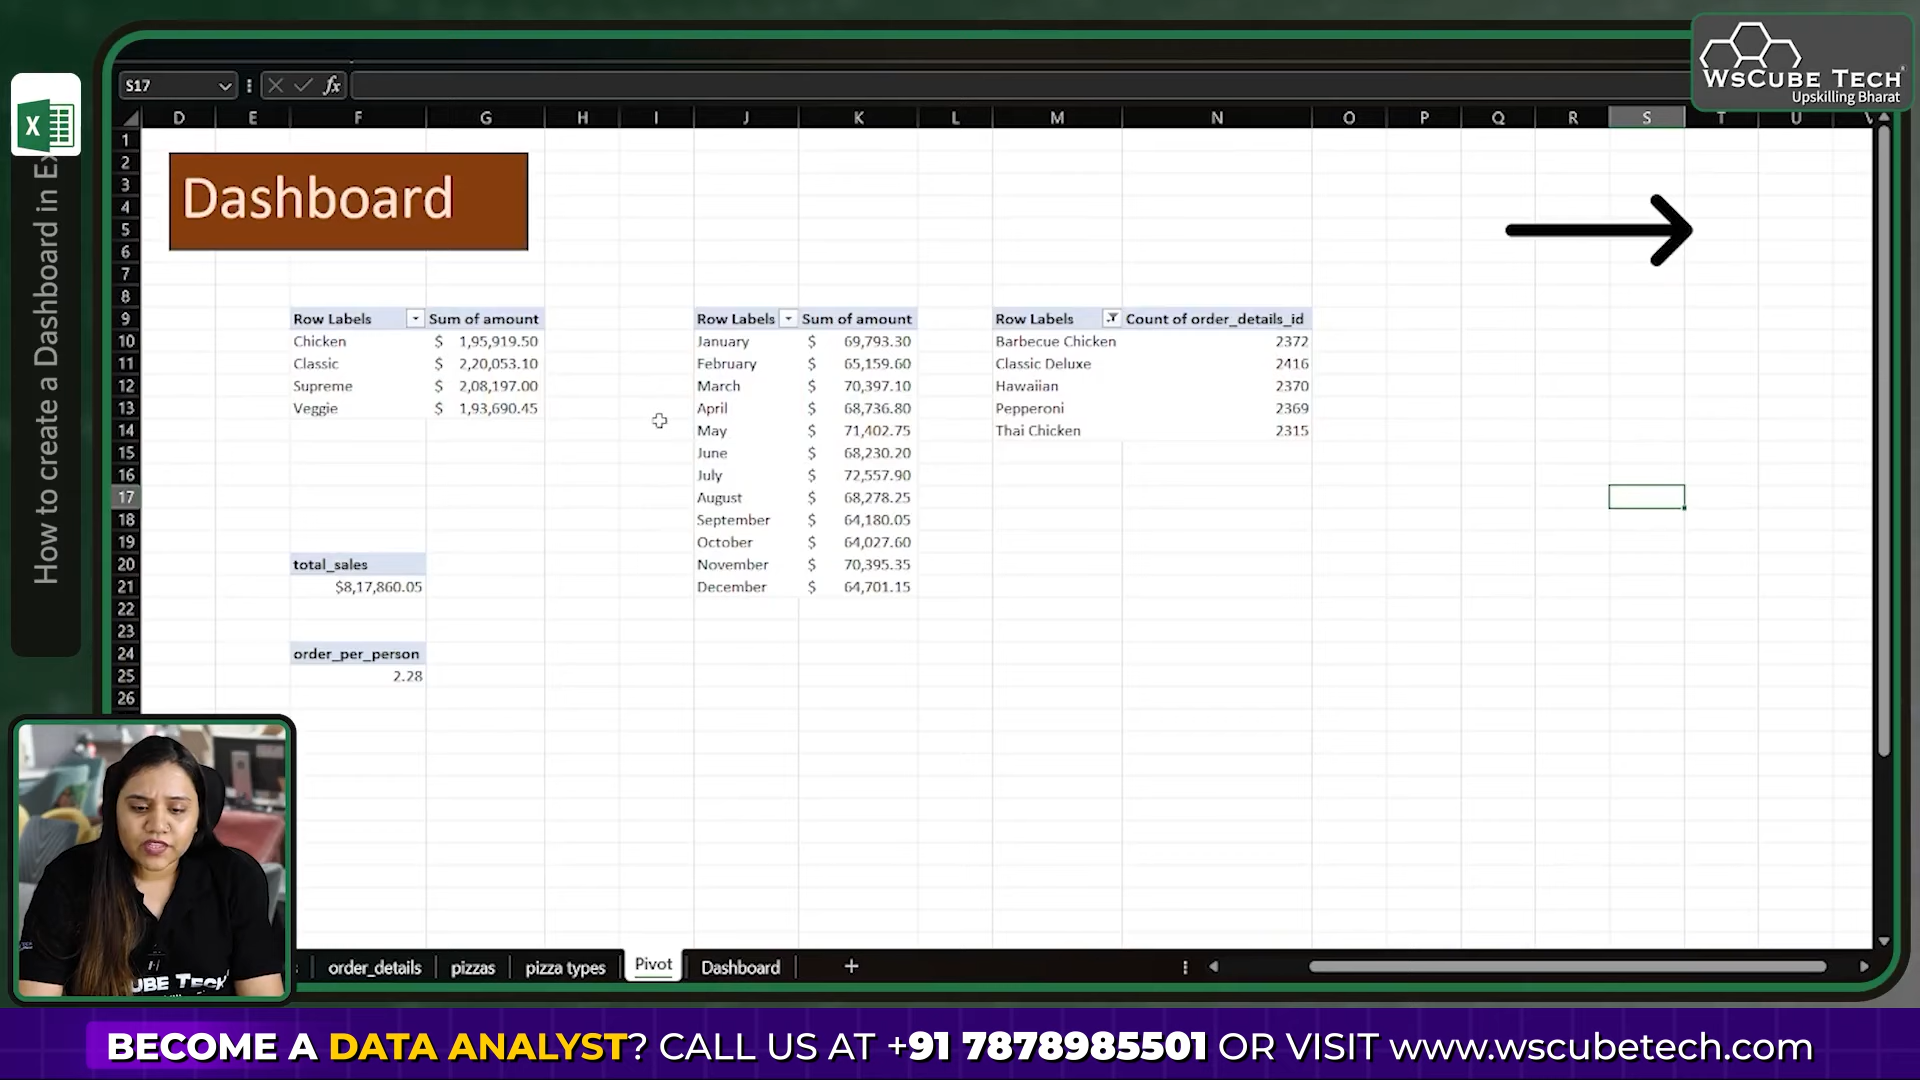 WsCube Tech
Upskilling Bharat
How to create a Dashboard in Ex
S17
fx
D E F G H I J K L M N O P Q R S T U V
1
2
3
4
5
6
7
8
9
10
11
12
13
14
15
16
17
18
19
20
21
22
23
24
25
26
Dashboard
Row Labels Sum of amount
Chicken $ 1,95,919.50
Classic $ 2,20,053.10
Supreme $ 2,08,197.00
Veggie $ 1,93,690.45
total_sales
$8,17,860.05
order_per_person
2.28
Row Labels Sum of amount
January $ 69,793.30
February $ 65,159.60
March $ 70,397.10
April $ 68,736.80
May $ 71,402.75
June $ 68,230.20
July $ 72,557.90
August $ 68,278.25
September $ 64,180.05
October $ 64,027.60
November $ 70,395.35
December $ 64,701.15
Row Labels Count of order_details_id
Barbecue Chicken 2372
Classic Deluxe 2416
Hawaiian 2370
Pepperoni 2369
Thai Chicken 2315
order_details pizzas pizza types Pivot Dashboard +
CUBE TECH
BECOME A DATA ANALYST? CALL US AT +91 7878985501 OR VISIT www.wscubetech.com